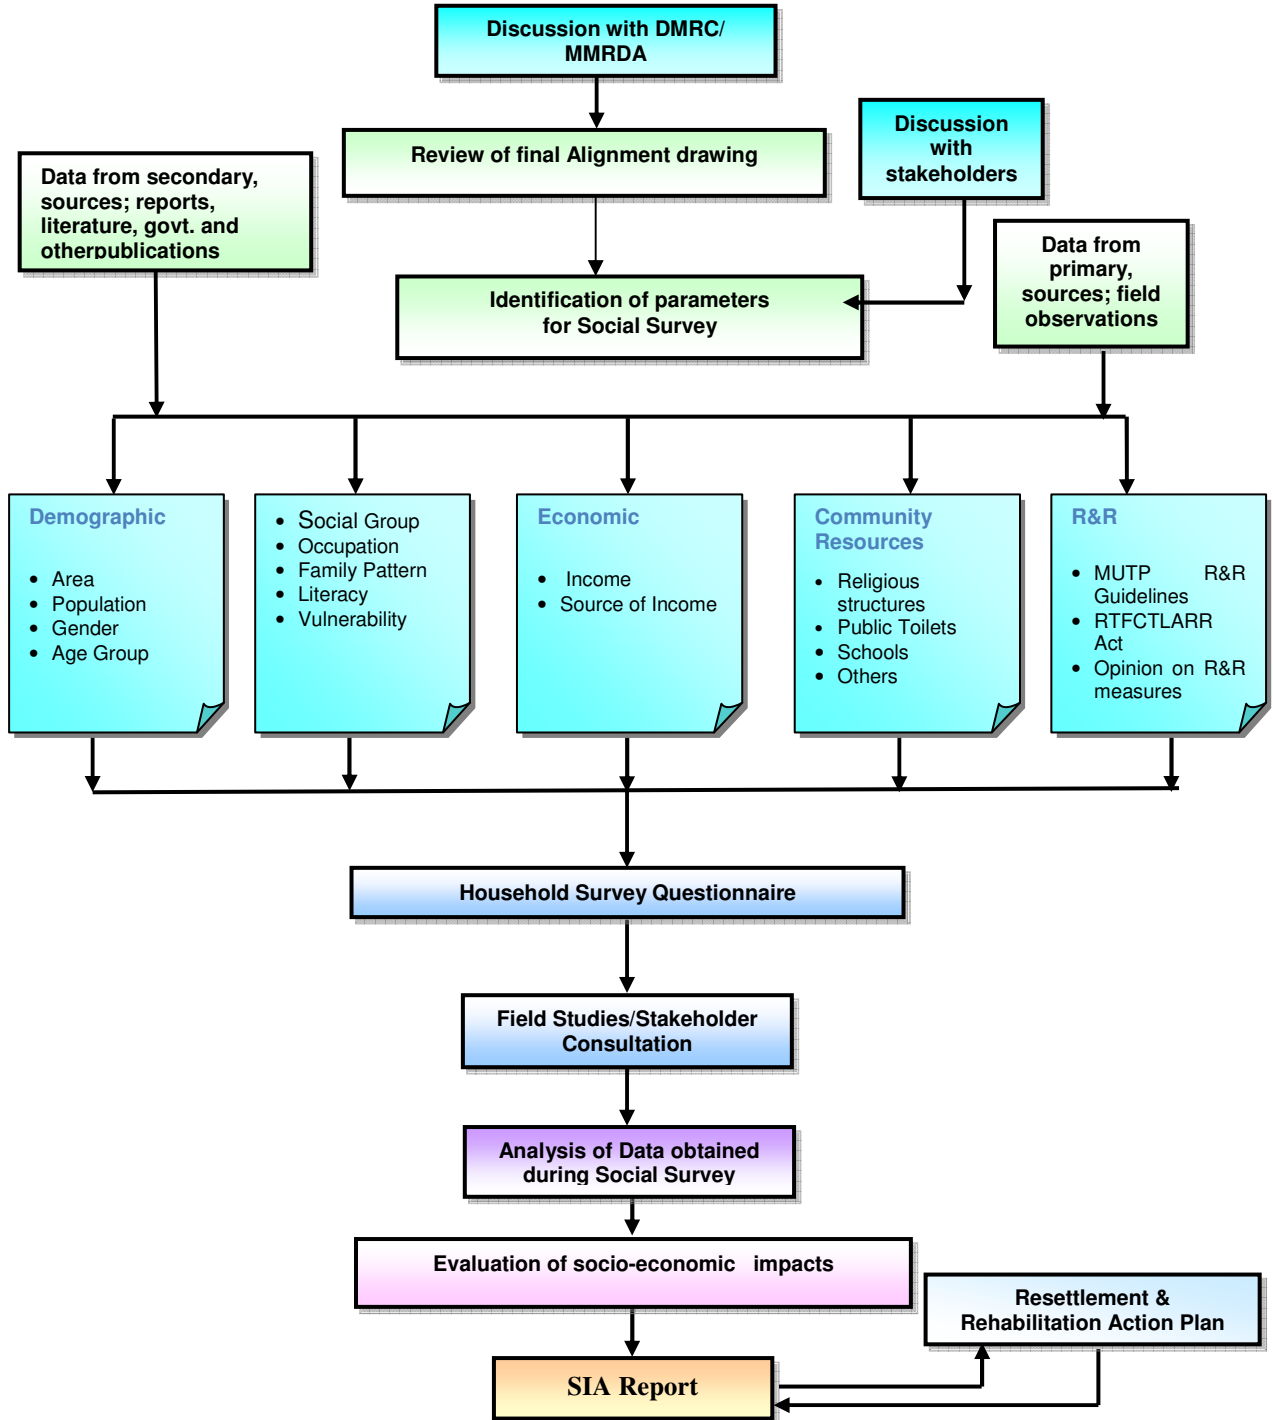 Discussion with DMRC/
MMRDA
Review of final Alignment drawing
Discussion
with
stakeholders
Data from secondary,
sources; reports,
literature, govt. and
otherpublications
Data from
primary,
sources; field
observations
Identification of parameters
for Social Survey
Demographic
• Area
• Population
• Gender
• Age Group
• Social Group
• Occupation
• Family Pattern
• Literacy
• Vulnerability
Economic
• Income
• Source of Income
Community
Resources
• Religious
structures
• Public Toilets
• Schools
• Others
R&R
• MUTP R&R
Guidelines
• RTFCTLARR
Act
• Opinion on R&R
measures
Household Survey Questionnaire
Field Studies/Stakeholder
Consultation
Analysis of Data obtained
during Social Survey
Evaluation of socio-economic impacts
Resettlement &
Rehabilitation Action Plan
SIA Report